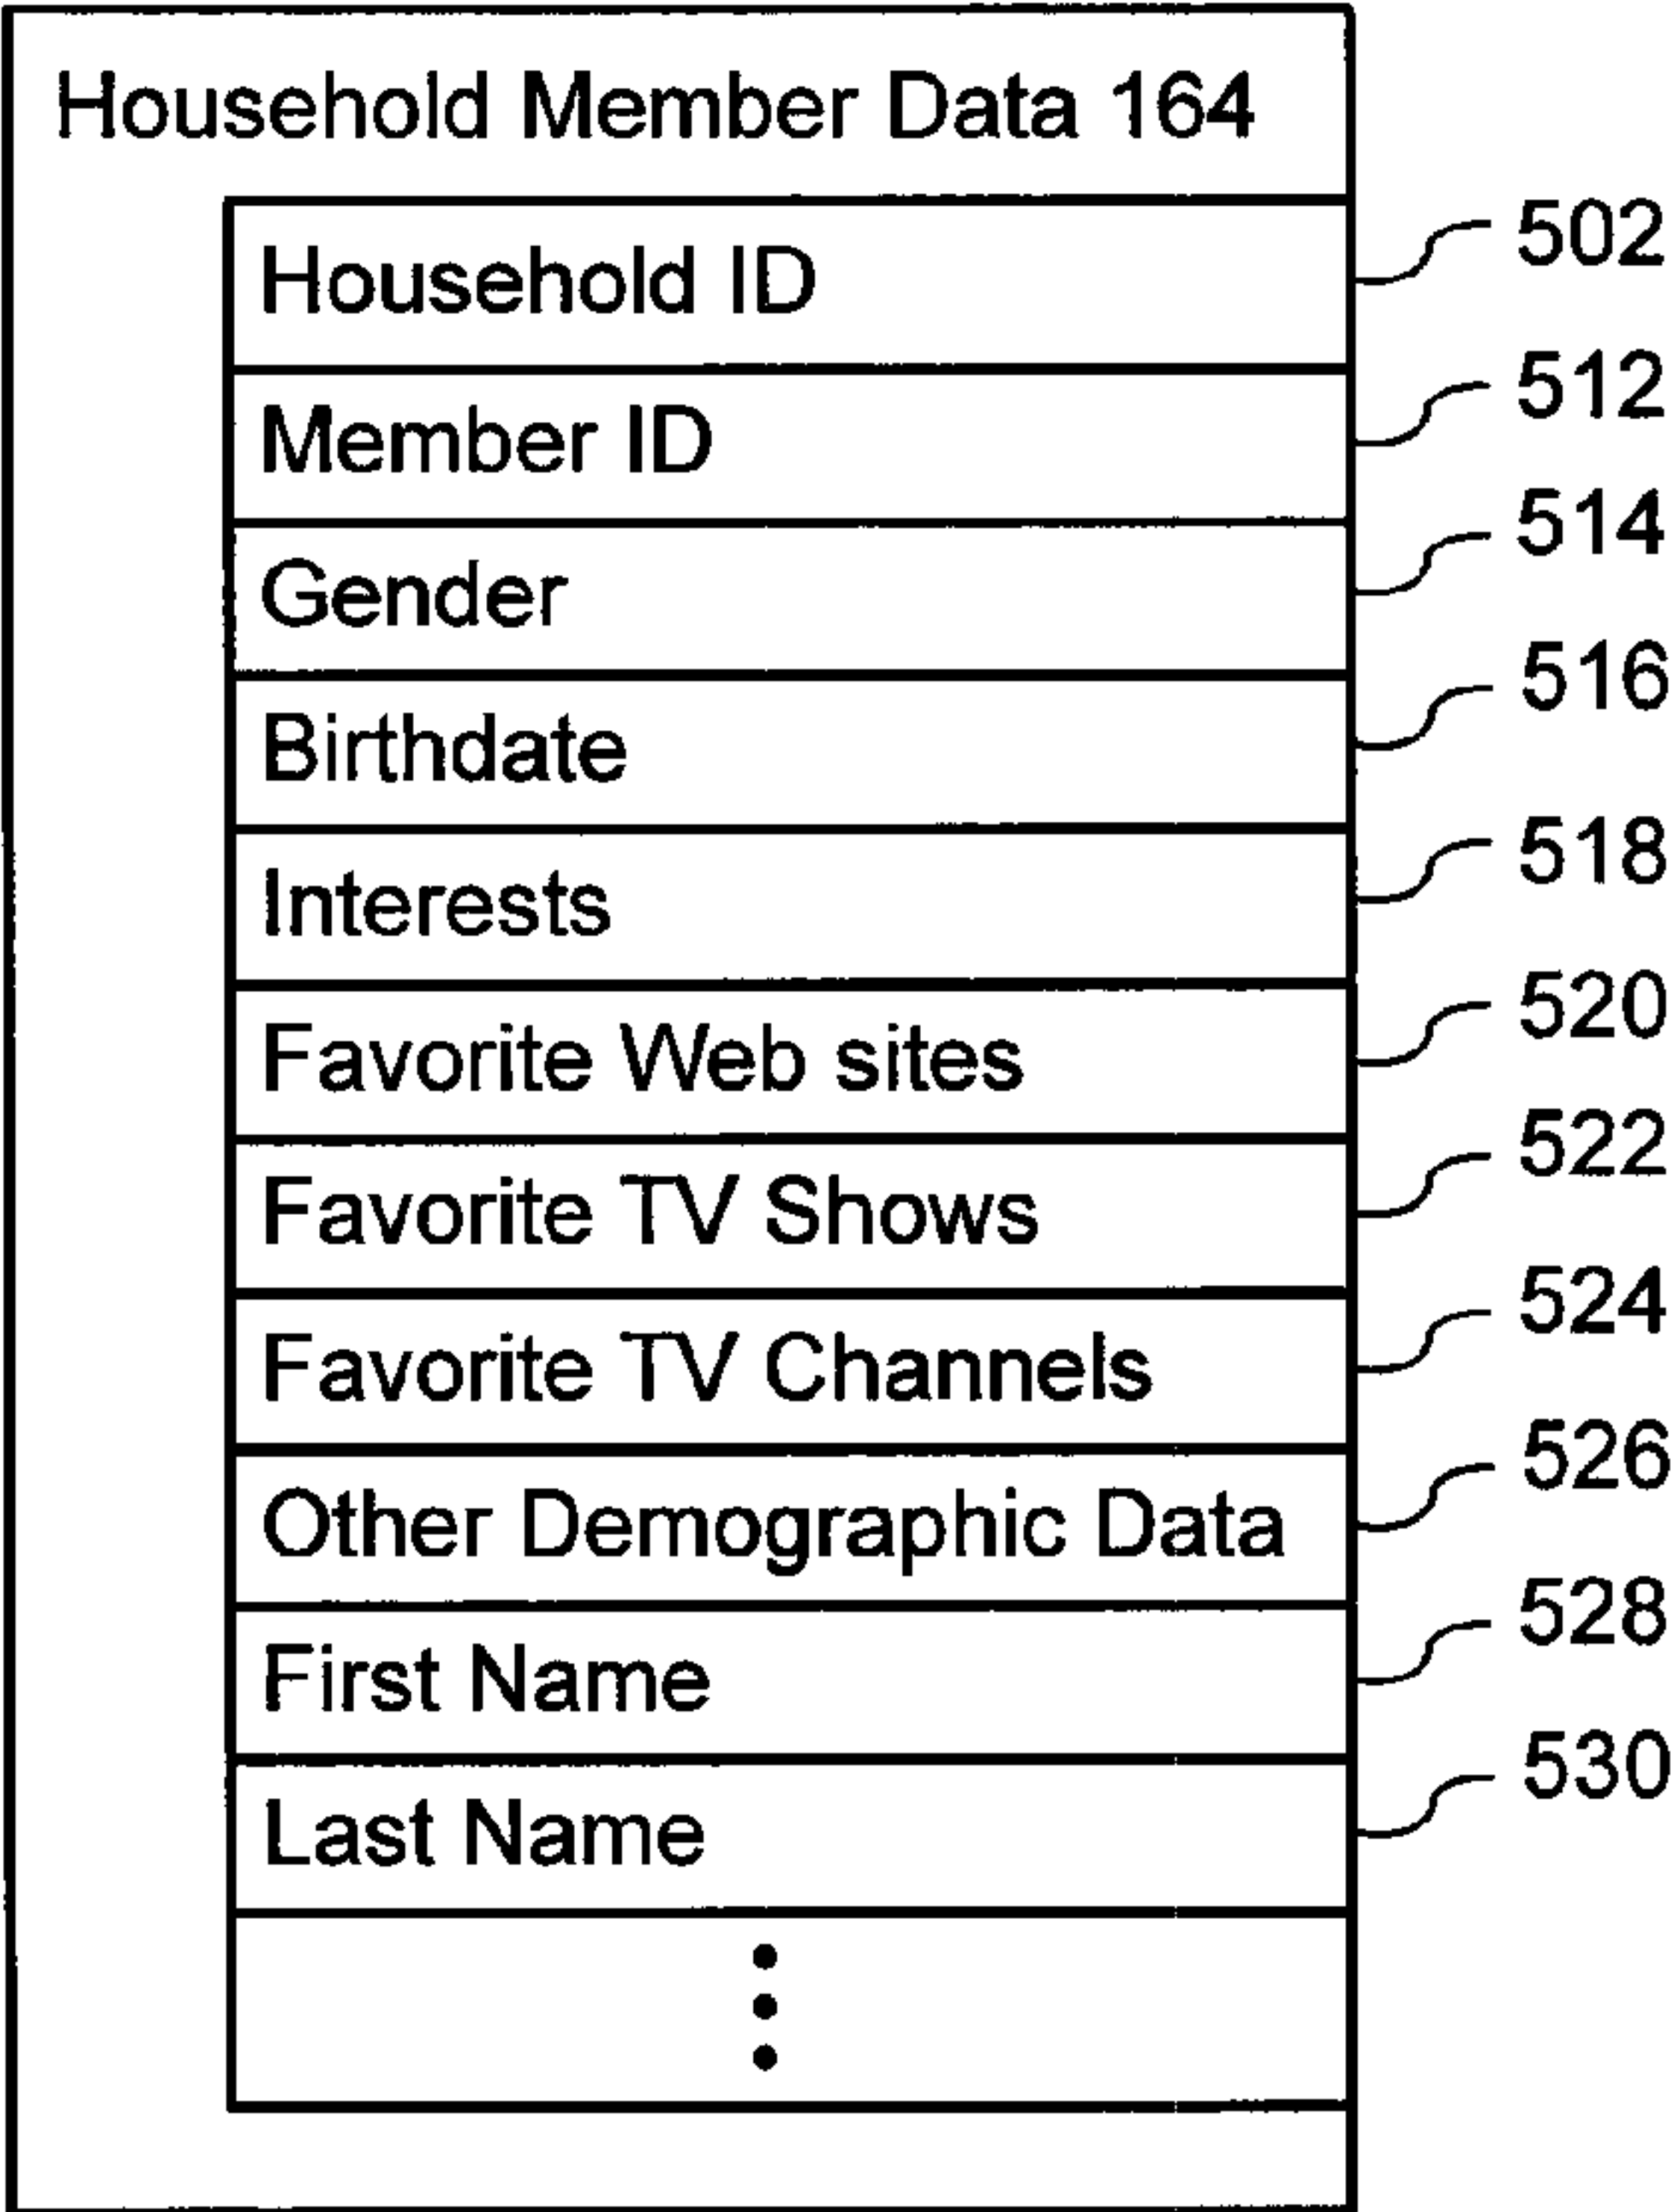 Household Member Data 164
Household ID 502
Member ID 512
Gender 514
Birthdate 516
Interests 518
Favorite Web sites 520
Favorite TV Shows 522
Favorite TV Channels 524
Other Demographic Data 526
First Name 528
Last Name 530